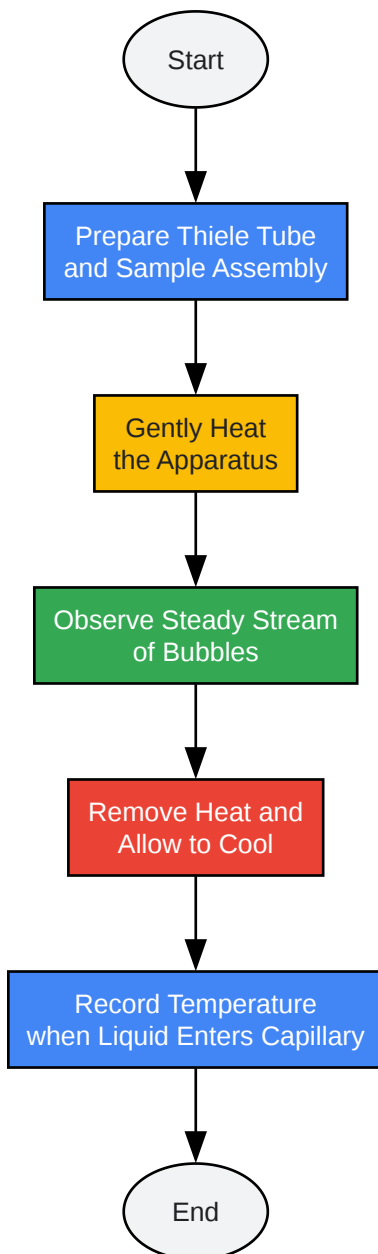 Start
Prepare Thiele Tube
and Sample Assembly
Gently Heat
the Apparatus
Observe Steady Stream
of Bubbles
Remove Heat and
Allow to Cool
Record Temperature
when Liquid Enters Capillary
End